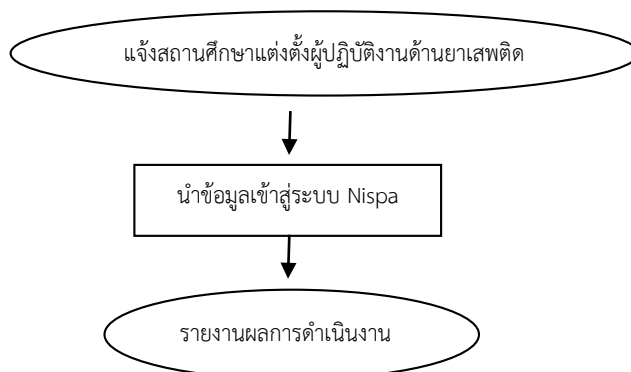 แจ้งสถานศึกษาแต่งตั้งผู้ปฏิบัติงานด้านยาเสพติด
นำข้อมูลเข้าสู่ระบบ Nispa
รายงานผลการดำเนินงาน